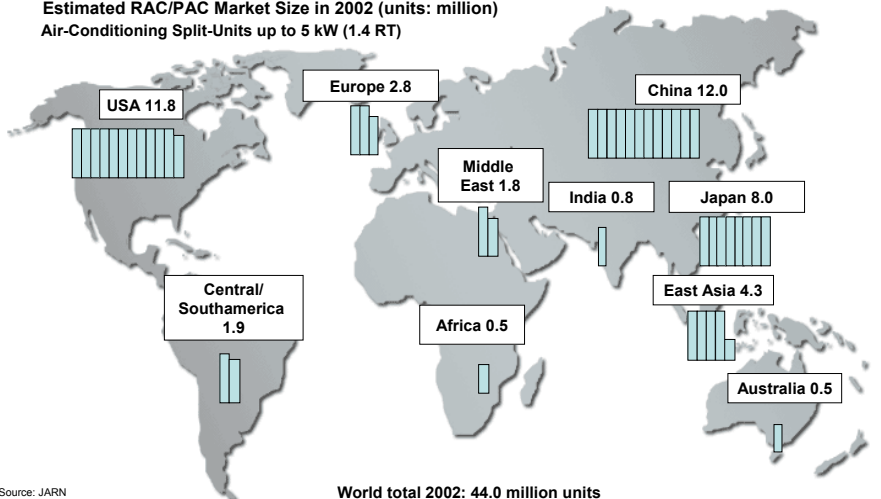 Estimated RAC/PAC Market Size in 2002 (units: million)
Air-Conditioning Split-Units up to 5 kW (1.4 RT)
Europe 2.8
China 12.0
USA 11.8
Middle
East 1.8
India 0.8
Japan 8.0
Central/
Southamerica
1.9
East Asia 4.3
Africa 0.5
Australia 0.5
Source: JARN
World total 2002: 44.0 million units